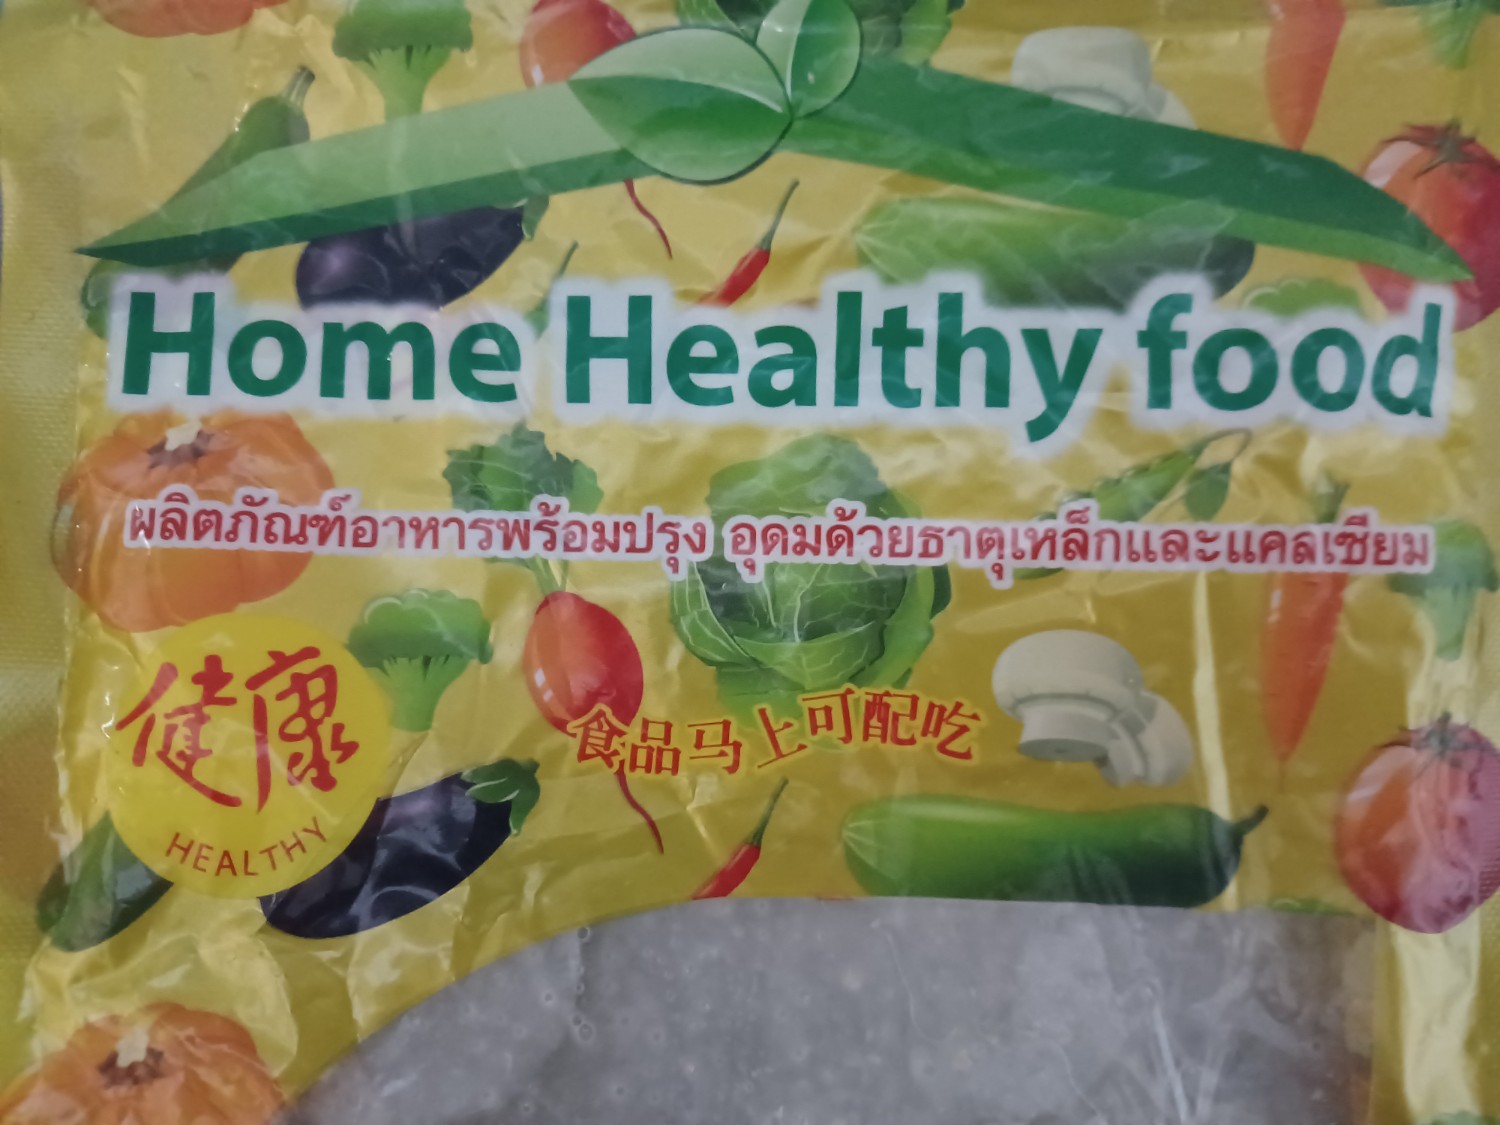 Home Healthy food
ผลิตภัณฑ์อาหารพร้อมปรุง อุดมด้วยธาตุเหล็กและแคลเซียม
健康
HEALTHY
食品马上可配吃